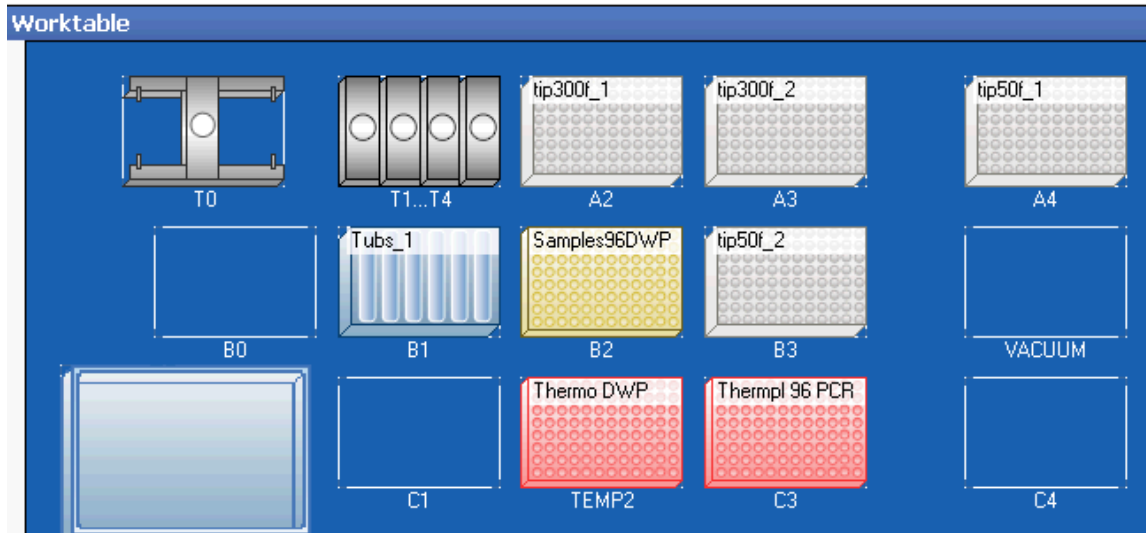 Worktable
tip300f_1 tip300f_2 tip50f_1
T0 T1...T4 A2 A3 A4
Tubs_1 Samples96DWP tip50f_2
B0 B1 B2 B3 VACUUM
Thermo DWP Thermpl 96 PCR
C1 TEMP2 C3 C4